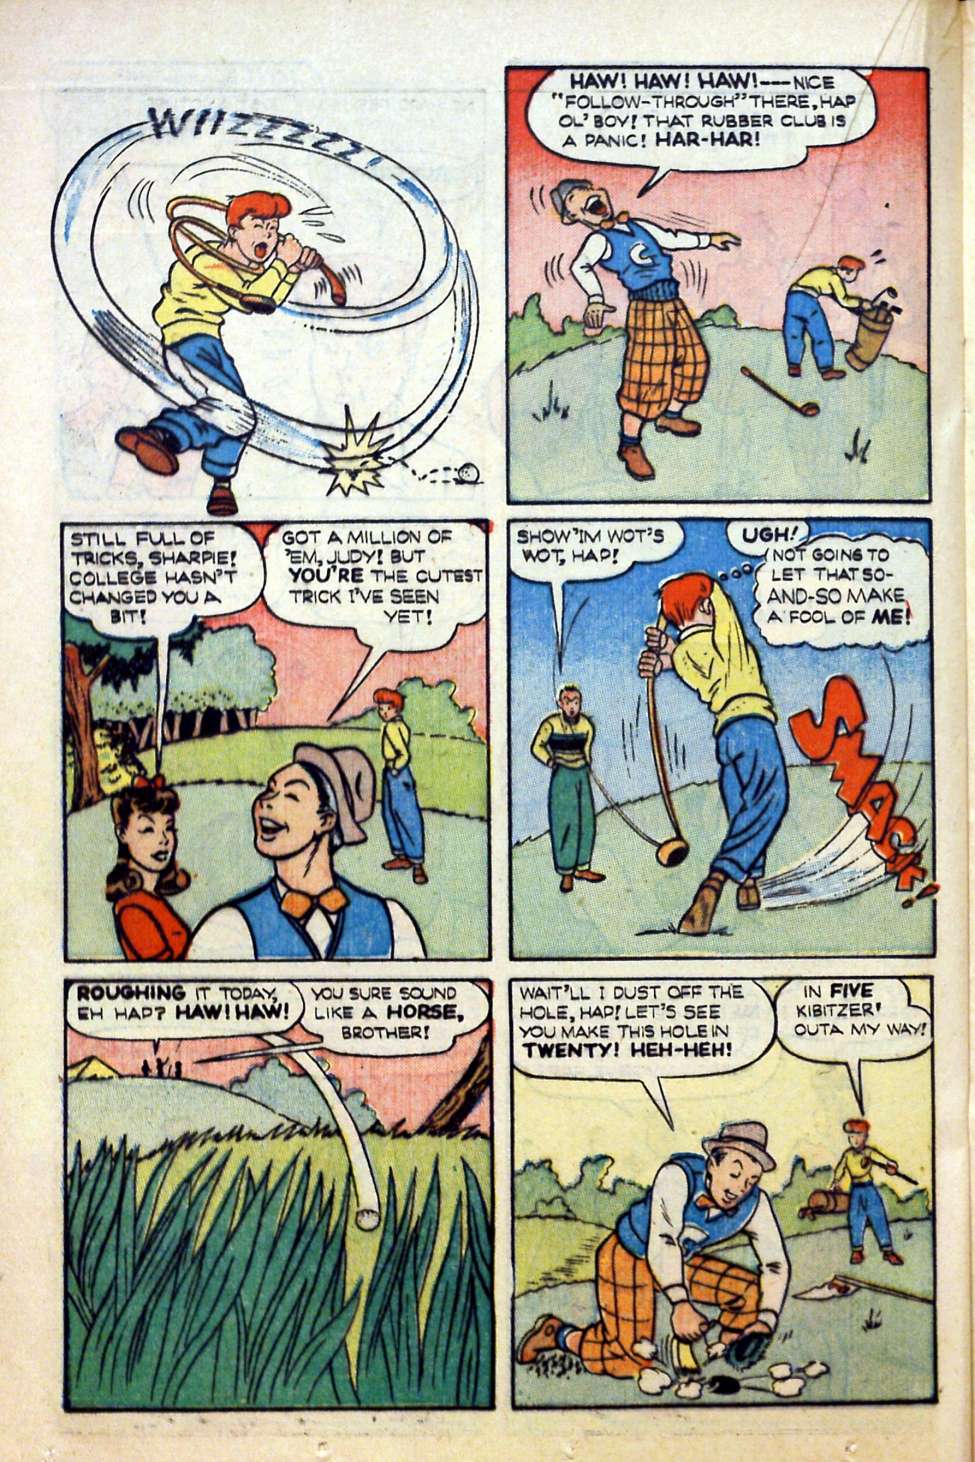 WIIZZZZZZ!
HAW! HAW! HAW!---NICE
"FOLLOW-THROUGH" THERE, HAP
OL' BOY! THAT RUBBER CLUB IS
A PANIC! HAR-HAR!
C
STILL FULL OF
TRICKS, SHARPIE!
COLLEGE HASN'T
CHANGED YOU A
BIT!
GOT A MILLION OF
'EM, JUDY! BUT
YOU'RE THE CUTEST
TRICK I'VE SEEN
YET!
SHOW 'IM WOT'S
WOT, HAP!
UGH!
NOT GOING TO
LET THAT SO-
AND-SO MAKE
A FOOL OF ME!
SMACK!
ROUGHING IT TODAY,
EH HAP? HAW! HAW!
YOU SURE SOUND
LIKE A HORSE,
BROTHER!
WAIT'LL I DUST OFF THE
HOLE, HAP! LET'S SEE
YOU MAKE THIS HOLE IN
TWENTY! HEH-HEH!
IN FIVE
KIBITZER!
OUTA MY WAY!